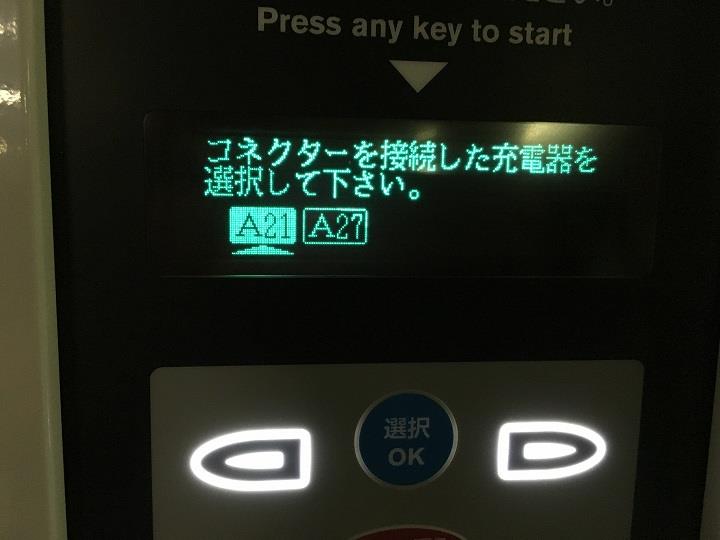 Press any key to start
コネクターを接続した充電器を
選択して下さい。
A21 A27
選択
OK